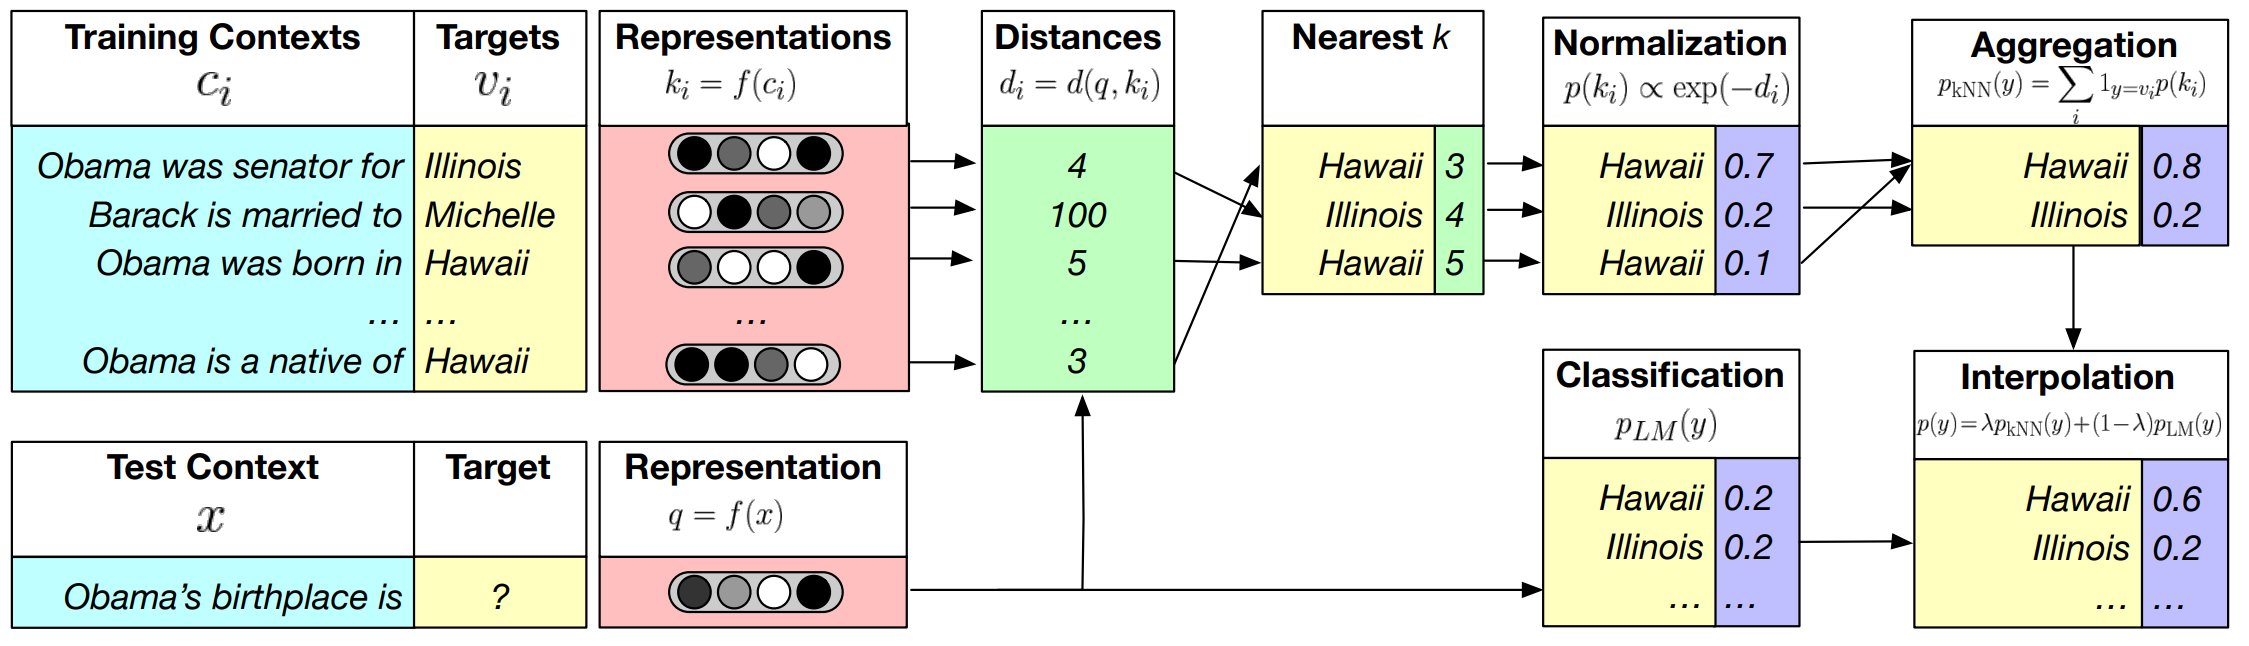 Training Contexts
c_i
Targets
v_i
Obama was senator for Illinois
Barack is married to Michelle
Obama was born in Hawaii
... ...
Obama is a native of Hawaii
Representations
k_i = f(c_i)
...
Distances
d_i = d(q, k_i)
4
100
5
...
3
Nearest k
Hawaii 3
Illinois 4
Hawaii 5
Normalization
p(k_i) ∝ exp(−d_i)
Hawaii 0.7
Illinois 0.2
Hawaii 0.1
Aggregation
p_kNN(y) = ∑_i 1_{y=v_i} p(k_i)
Hawaii 0.8
Illinois 0.2
Test Context
x
Target
Obama's birthplace is ?
Representation
q = f(x)
Classification
p_LM(y)
Hawaii 0.2
Illinois 0.2
... ...
Interpolation
p(y) = λp_kNN(y) + (1−λ)p_LM(y)
Hawaii 0.6
Illinois 0.2
... ...